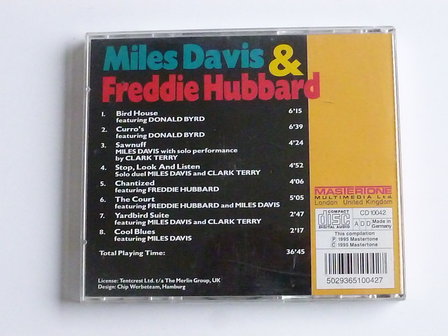 Miles Davis &
Freddie Hubbard
1. Bird House 6'15
featuring DONALD BYRD
2. Curro's 6'39
featuring DONALD BYRD
3. Sawnuff 4'24
MILES DAVIS with solo performance
by CLARK TERRY
4. Stop, Look And Listen 4'52
Solo duel MILES DAVIS and CLARK TERRY
5. Chantized 4'06
featuring FREDDIE HUBBARD
6. The Court 5'05
featuring FREDDIE HUBBARD and MILES DAVIS
7. Yardbird Suite 2'47
featuring MILES DAVIS and CLARK TERRY
8. Cool Blues 2'17
featuring MILES DAVIS
Total Playing Time: 36'45
License: Tentcrest Ltd. t/a The Merlin Group, UK
Design: Chip Werbeteam, Hamburg
MASTERTONE
MULTIMEDIA Ltd
London United Kingdom
CD 10042
COMPACT
disc
DIGITAL AUDIO
ADD
Made in
Germany
This compilation
℗ 1995 Mastertone
© 1995 Mastertone
5029365100427